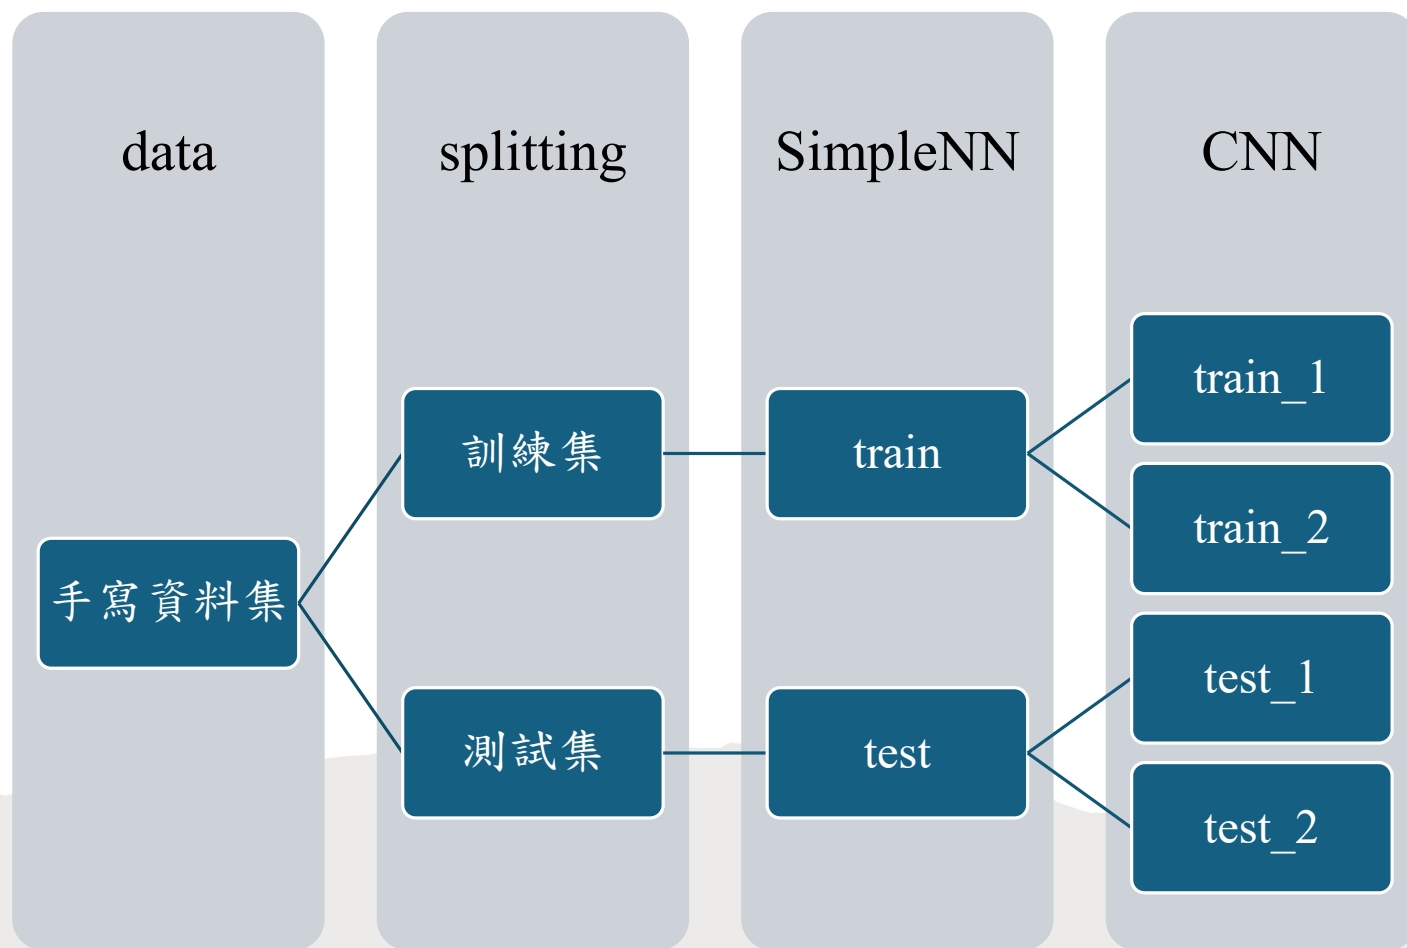 data
splitting
SimpleNN
CNN
手寫資料集
訓練集
測試集
train
test
train_1
train_2
test_1
test_2